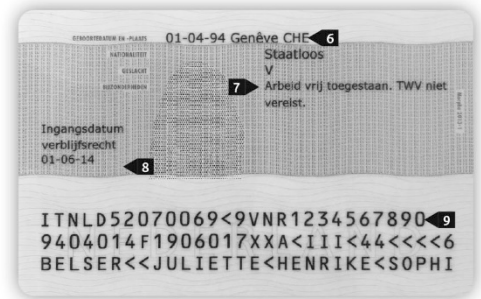 GEBOORTEDATUM EN -PLAATS 01-04-94 Genêve CHE 6
NATIONALITEIT Staatloos
GESLACHT V
BIJZONDERHEDEN 7 Arbeid vrij toegestaan. TWV niet
vereist.
Ingangsdatum
verblijfsrecht
01-06-14
8
ITNLD52070069<9VNR1234567890 9
9404014F1906017XXA<III<44<<<<6
BELSER<<JULIETTE<HENRIKE<SOPHI